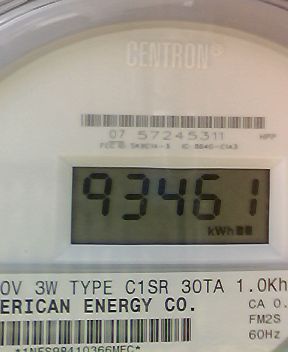 CENTRON®
07 57245311 HPP
93461
kWh
0V 3W TYPE C1SR 30TA 1.0Kh
ERICAN ENERGY CO.
CA 0.
FM2S
60Hz